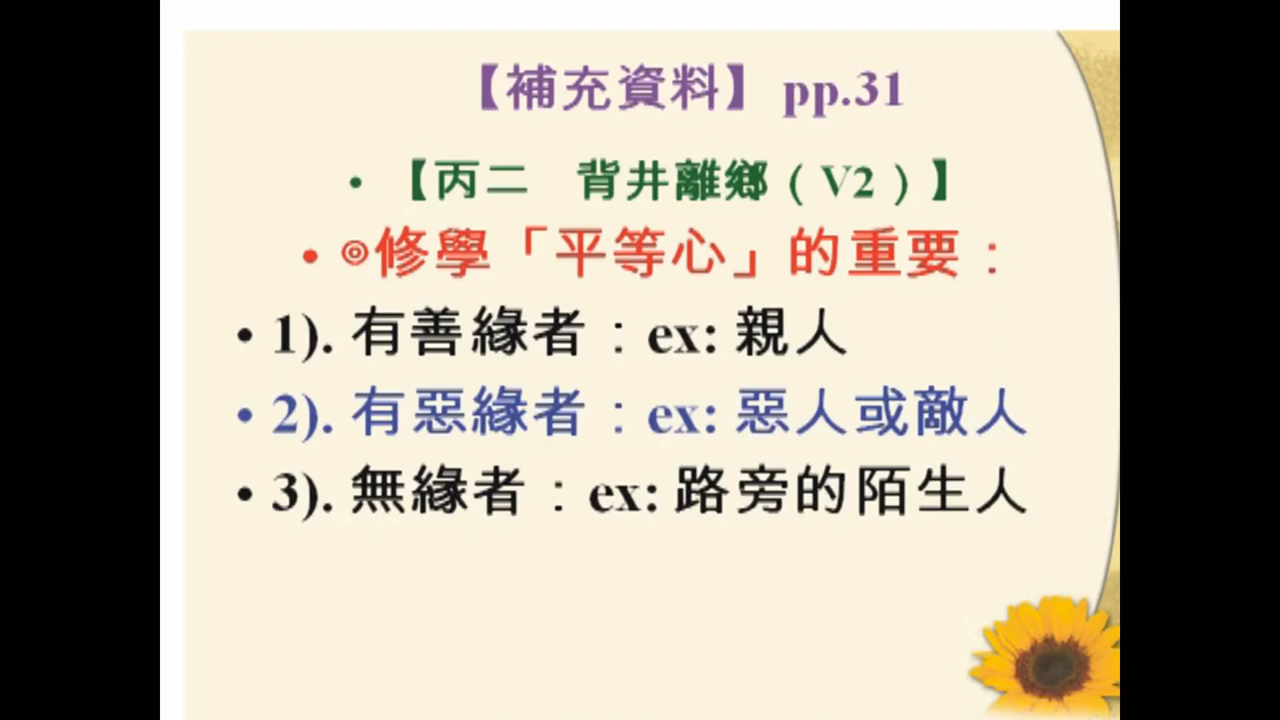 【補充資料】 pp.31
• 【丙二　背井離鄉（V2）】
• ◎修學「平等心」的重要：
• 1). 有善緣者：ex: 親人
• 2). 有惡緣者：ex: 惡人或敵人
• 3). 無緣者：ex: 路旁的陌生人